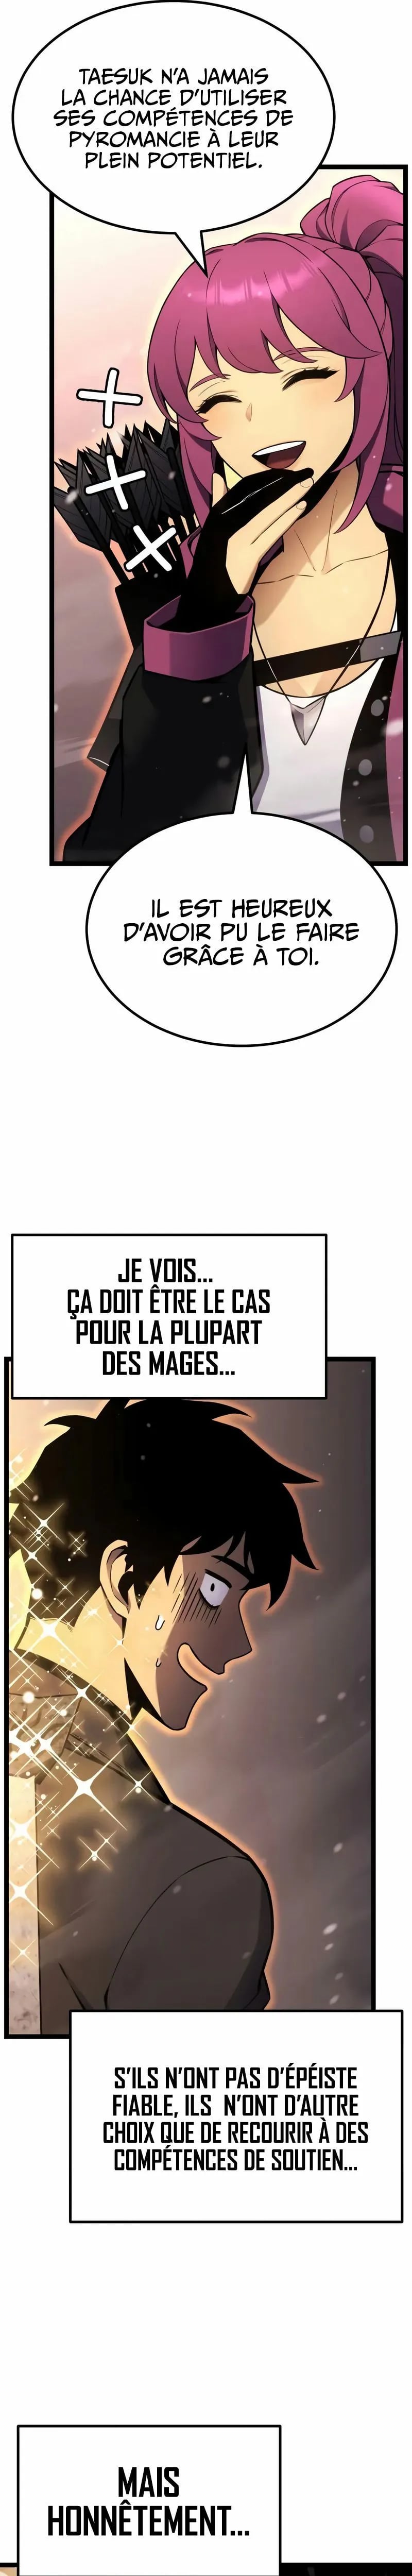 TAESUK N'A JAMAIS
LA CHANCE D'UTILISER
SES COMPÉTENCES DE
PYROMANCIE À LEUR
PLEIN POTENTIEL.
IL EST HEUREUX
D'AVOIR PU LE FAIRE
GRÂCE À TOI.
JE VOIS...
ÇA DOIT ÊTRE LE CAS
POUR LA PLUPART
DES MAGES...
S'ILS N'ONT PAS D'ÉPÉISTE
FIABLE, ILS N'ONT D'AUTRE
CHOIX QUE DE RECOURIR À DES
COMPÉTENCES DE SOUTIEN...
MAIS
HONNÊTEMENT...